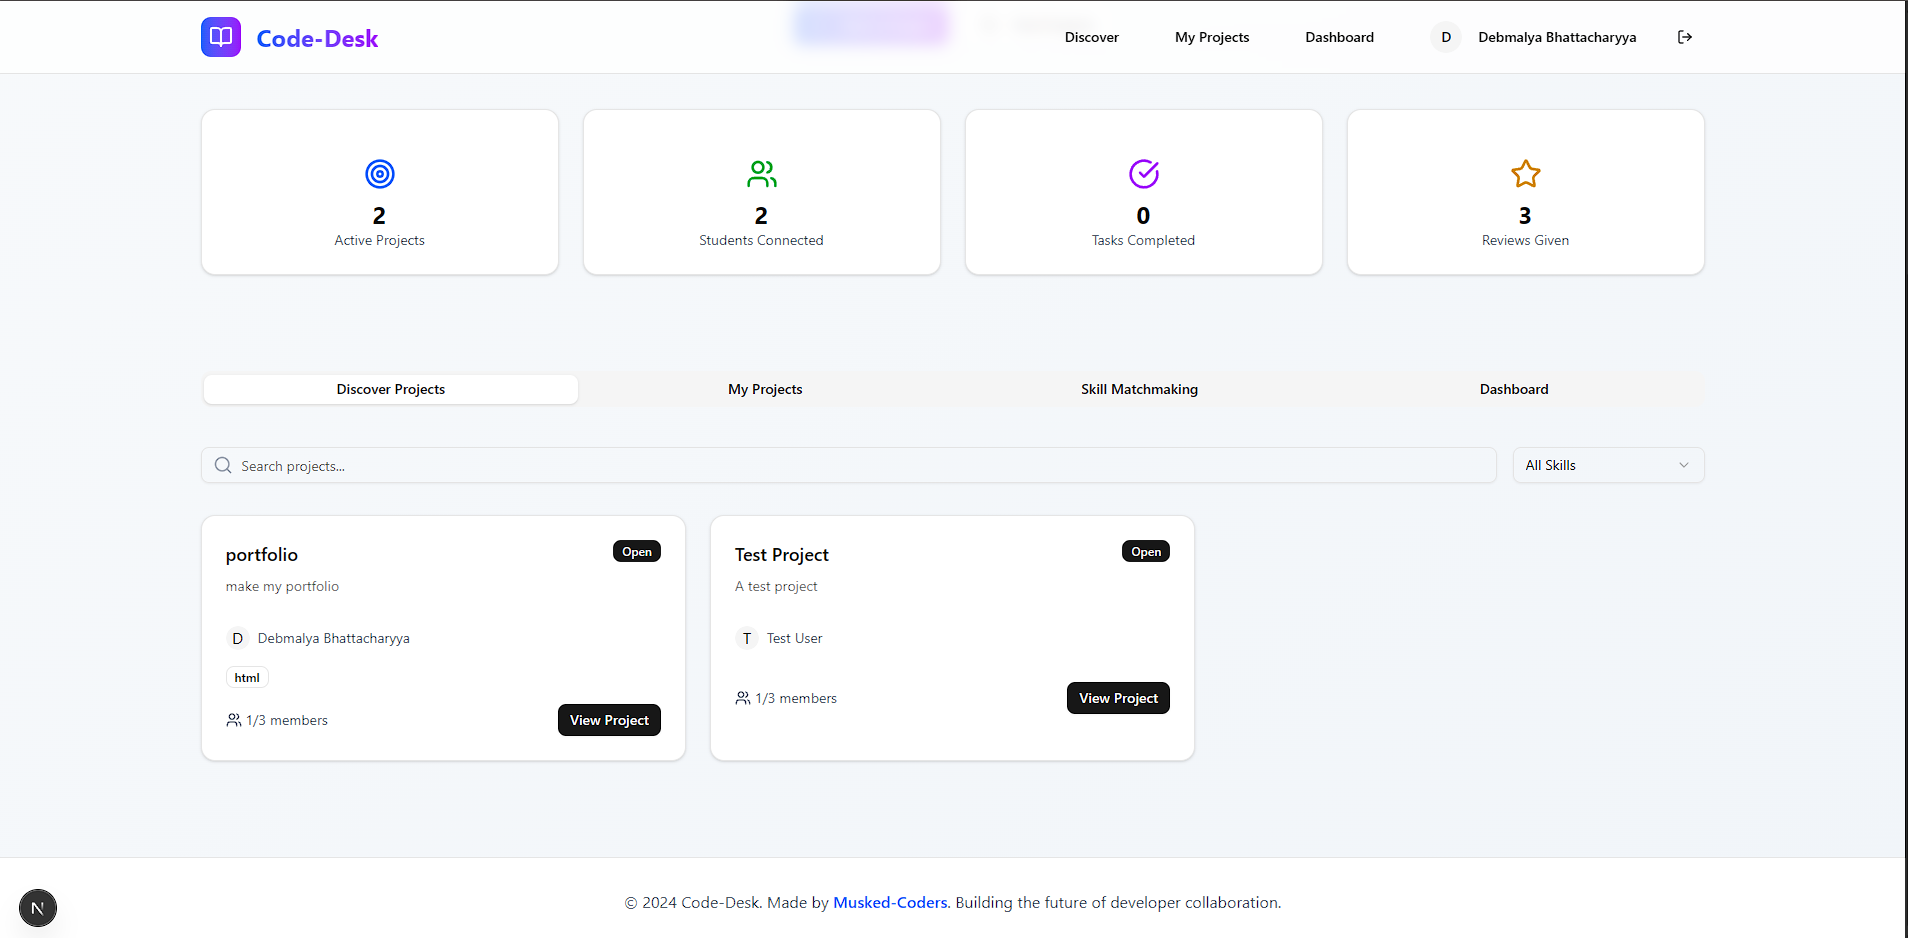 Code-Desk
Discover
My Projects
Dashboard
D
Debmalya Bhattacharyya
2
Active Projects
2
Students Connected
0
Tasks Completed
3
Reviews Given
Discover Projects
My Projects
Skill Matchmaking
Dashboard
Search projects...
All Skills
portfolio
Open
make my portfolio
D Debmalya Bhattacharyya
html
1/3 members
View Project
Test Project
Open
A test project
T Test User
1/3 members
View Project
© 2024 Code-Desk. Made by Musked-Coders. Building the future of developer collaboration.
N